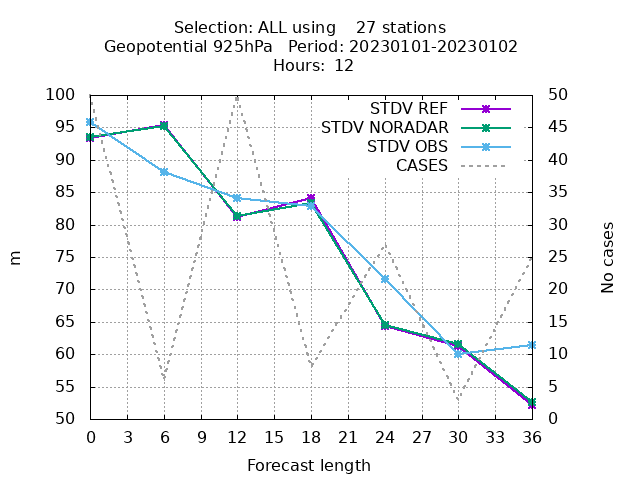 Selection: ALL using    27 stations
Geopotential 925hPa   Period: 20230101-20230102
Hours:  12
STDV REF
STDV NORADAR
STDV OBS
CASES
100
95
90
85
80
75
70
65
60
55
50
m
50
45
40
35
30
25
20
15
10
5
0
No cases
0 3 6 9 12 15 18 21 24 27 30 33 36
Forecast length